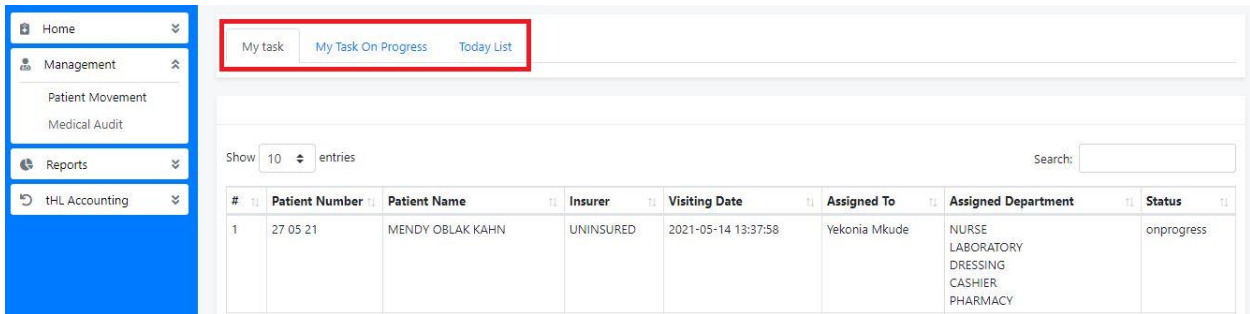 Home
Management
Patient Movement
Medical Audit
Reports
tHL Accounting
My task My Task On Progress Today List
Show 10 entries
Search:
# Patient Number Patient Name Insurer Visiting Date Assigned To Assigned Department Status
1 27 05 21 MENDY OBLAK KAHN UNINSURED 2021-05-14 13:37:58 Yekonia Mkude NURSE onprogress
LABORATORY
DRESSING
CASHIER
PHARMACY